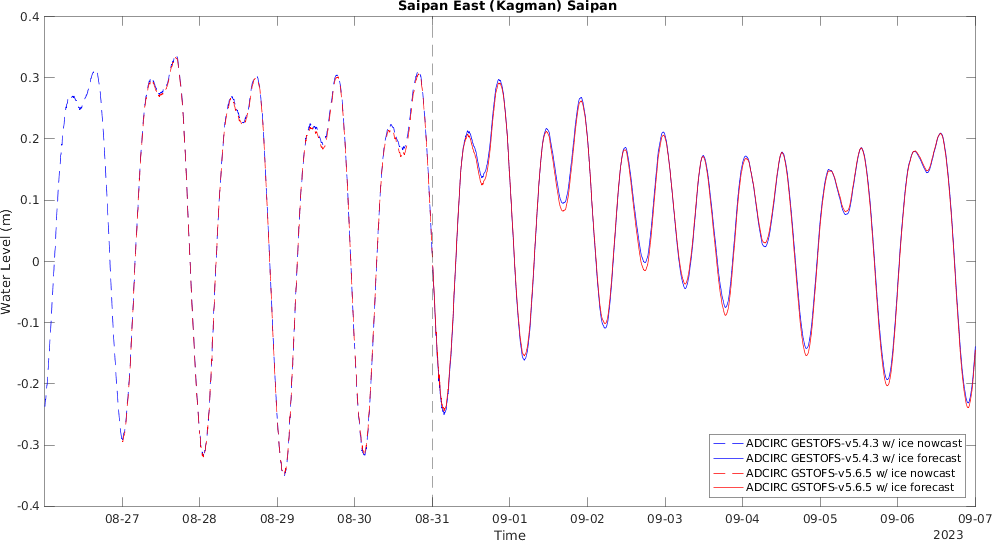 Saipan East (Kagman) Saipan
0.4
0.3
0.2
0.1
0
-0.1
-0.2
-0.3
-0.4
Water Level (m)
08-27 08-28 08-29 08-30 08-31 09-01 09-02 09-03 09-04 09-05 09-06 09-07
Time
2023
ADCIRC GESTOFS-v5.4.3 w/ ice nowcast
ADCIRC GESTOFS-v5.4.3 w/ ice forecast
ADCIRC GSTOFS-v5.6.5 w/ ice nowcast
ADCIRC GSTOFS-v5.6.5 w/ ice forecast